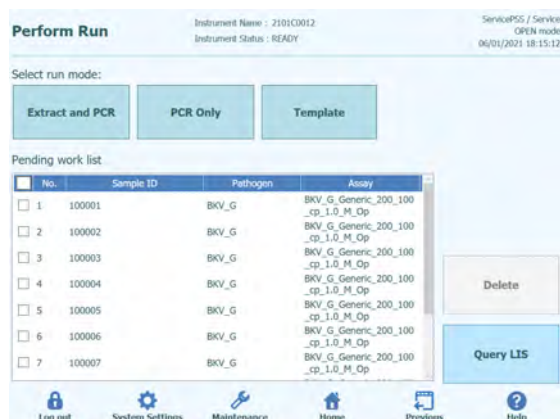 Perform Run
Instrument Name : 2101C0012
Instrument Status : READY
ServicePSS / Service
OPEN mode
06/01/2021 18:15:12
Select run mode:
Extract and PCR
PCR Only
Template
Pending work list
No. Sample ID Pathogen Assay
1 100001 BKV_G BKV_G_Generic_200_100
_cp_1.0_M_Op
2 100002 BKV_G BKV_G_Generic_200_100
_cp_1.0_M_Op
3 100003 BKV_G BKV_G_Generic_200_100
_cp_1.0_M_Op
4 100004 BKV_G BKV_G_Generic_200_100
_cp_1.0_M_Op
5 100005 BKV_G BKV_G_Generic_200_100
_cp_1.0_M_Op
6 100006 BKV_G BKV_G_Generic_200_100
_cp_1.0_M_Op
7 100007 BKV_G BKV_G_Generic_200_100
_cp_1.0_M_Op
Delete
Query LIS
Log out
System Settings
Maintenance
Home
Previous
Help